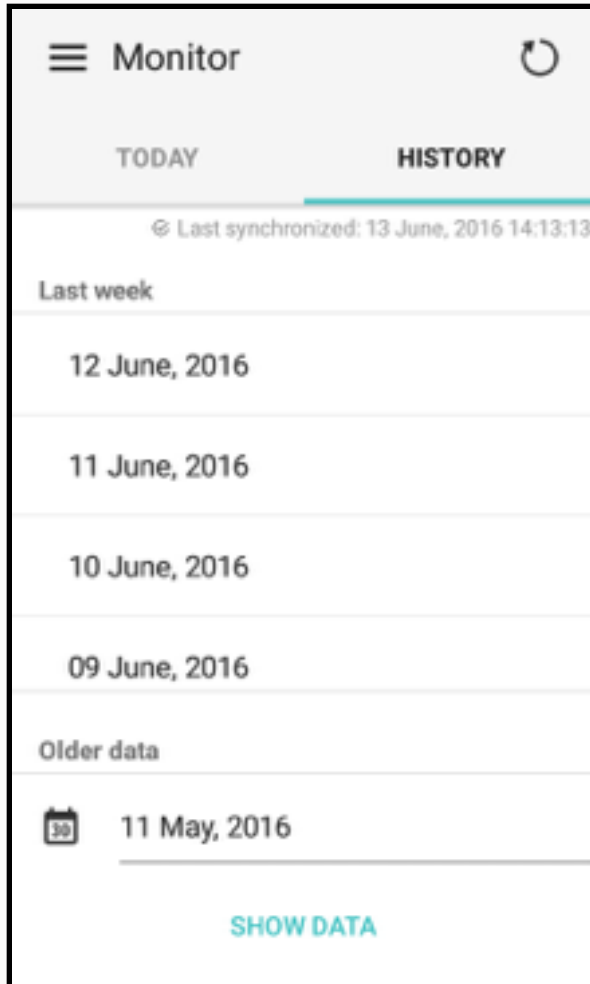 Monitor
TODAY HISTORY
Last synchronized: 13 June, 2016 14:13:13
Last week
12 June, 2016
11 June, 2016
10 June, 2016
09 June, 2016
Older data
30 11 May, 2016
SHOW DATA